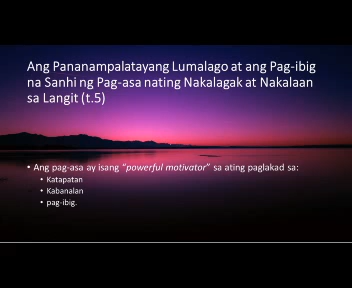 Ang Pananampalatayang Lumalago at ang Pag-ibig
na Sanhi ng Pag-asa nating Nakalagak at Nakalaan
sa Langit (t.5)
• Ang pag-asa ay isang “powerful motivator” sa ating paglakad sa:
• Katapatan
• Kabanalan
• pag-ibig.